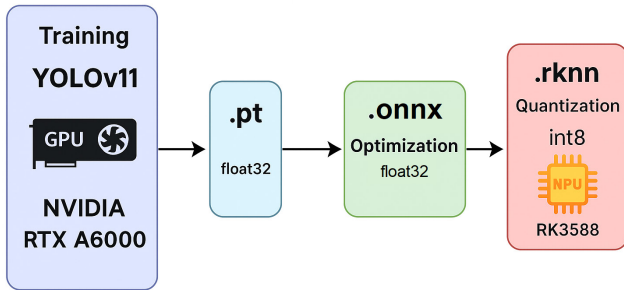 Training
YOLOv11
GPU
NVIDIA
RTX A6000
.pt
float32
.onnx
Optimization
float32
.rknn
Quantization
int8
NPU
RK3588